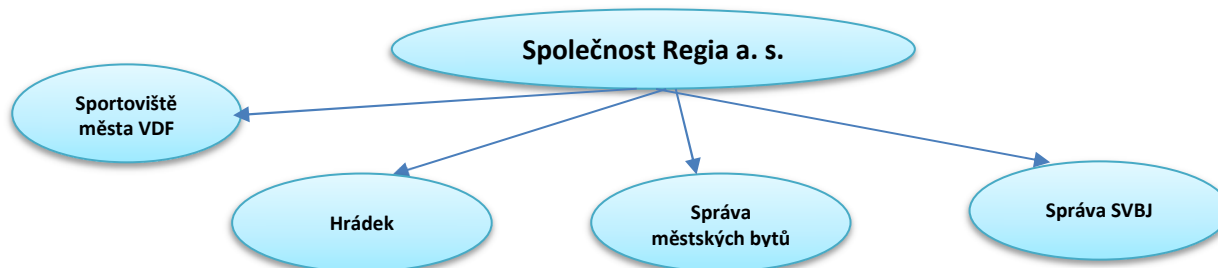 Společnost Regia a. s.
Sportoviště
města VDF
Hrádek
Správa
městských bytů
Správa SVBJ